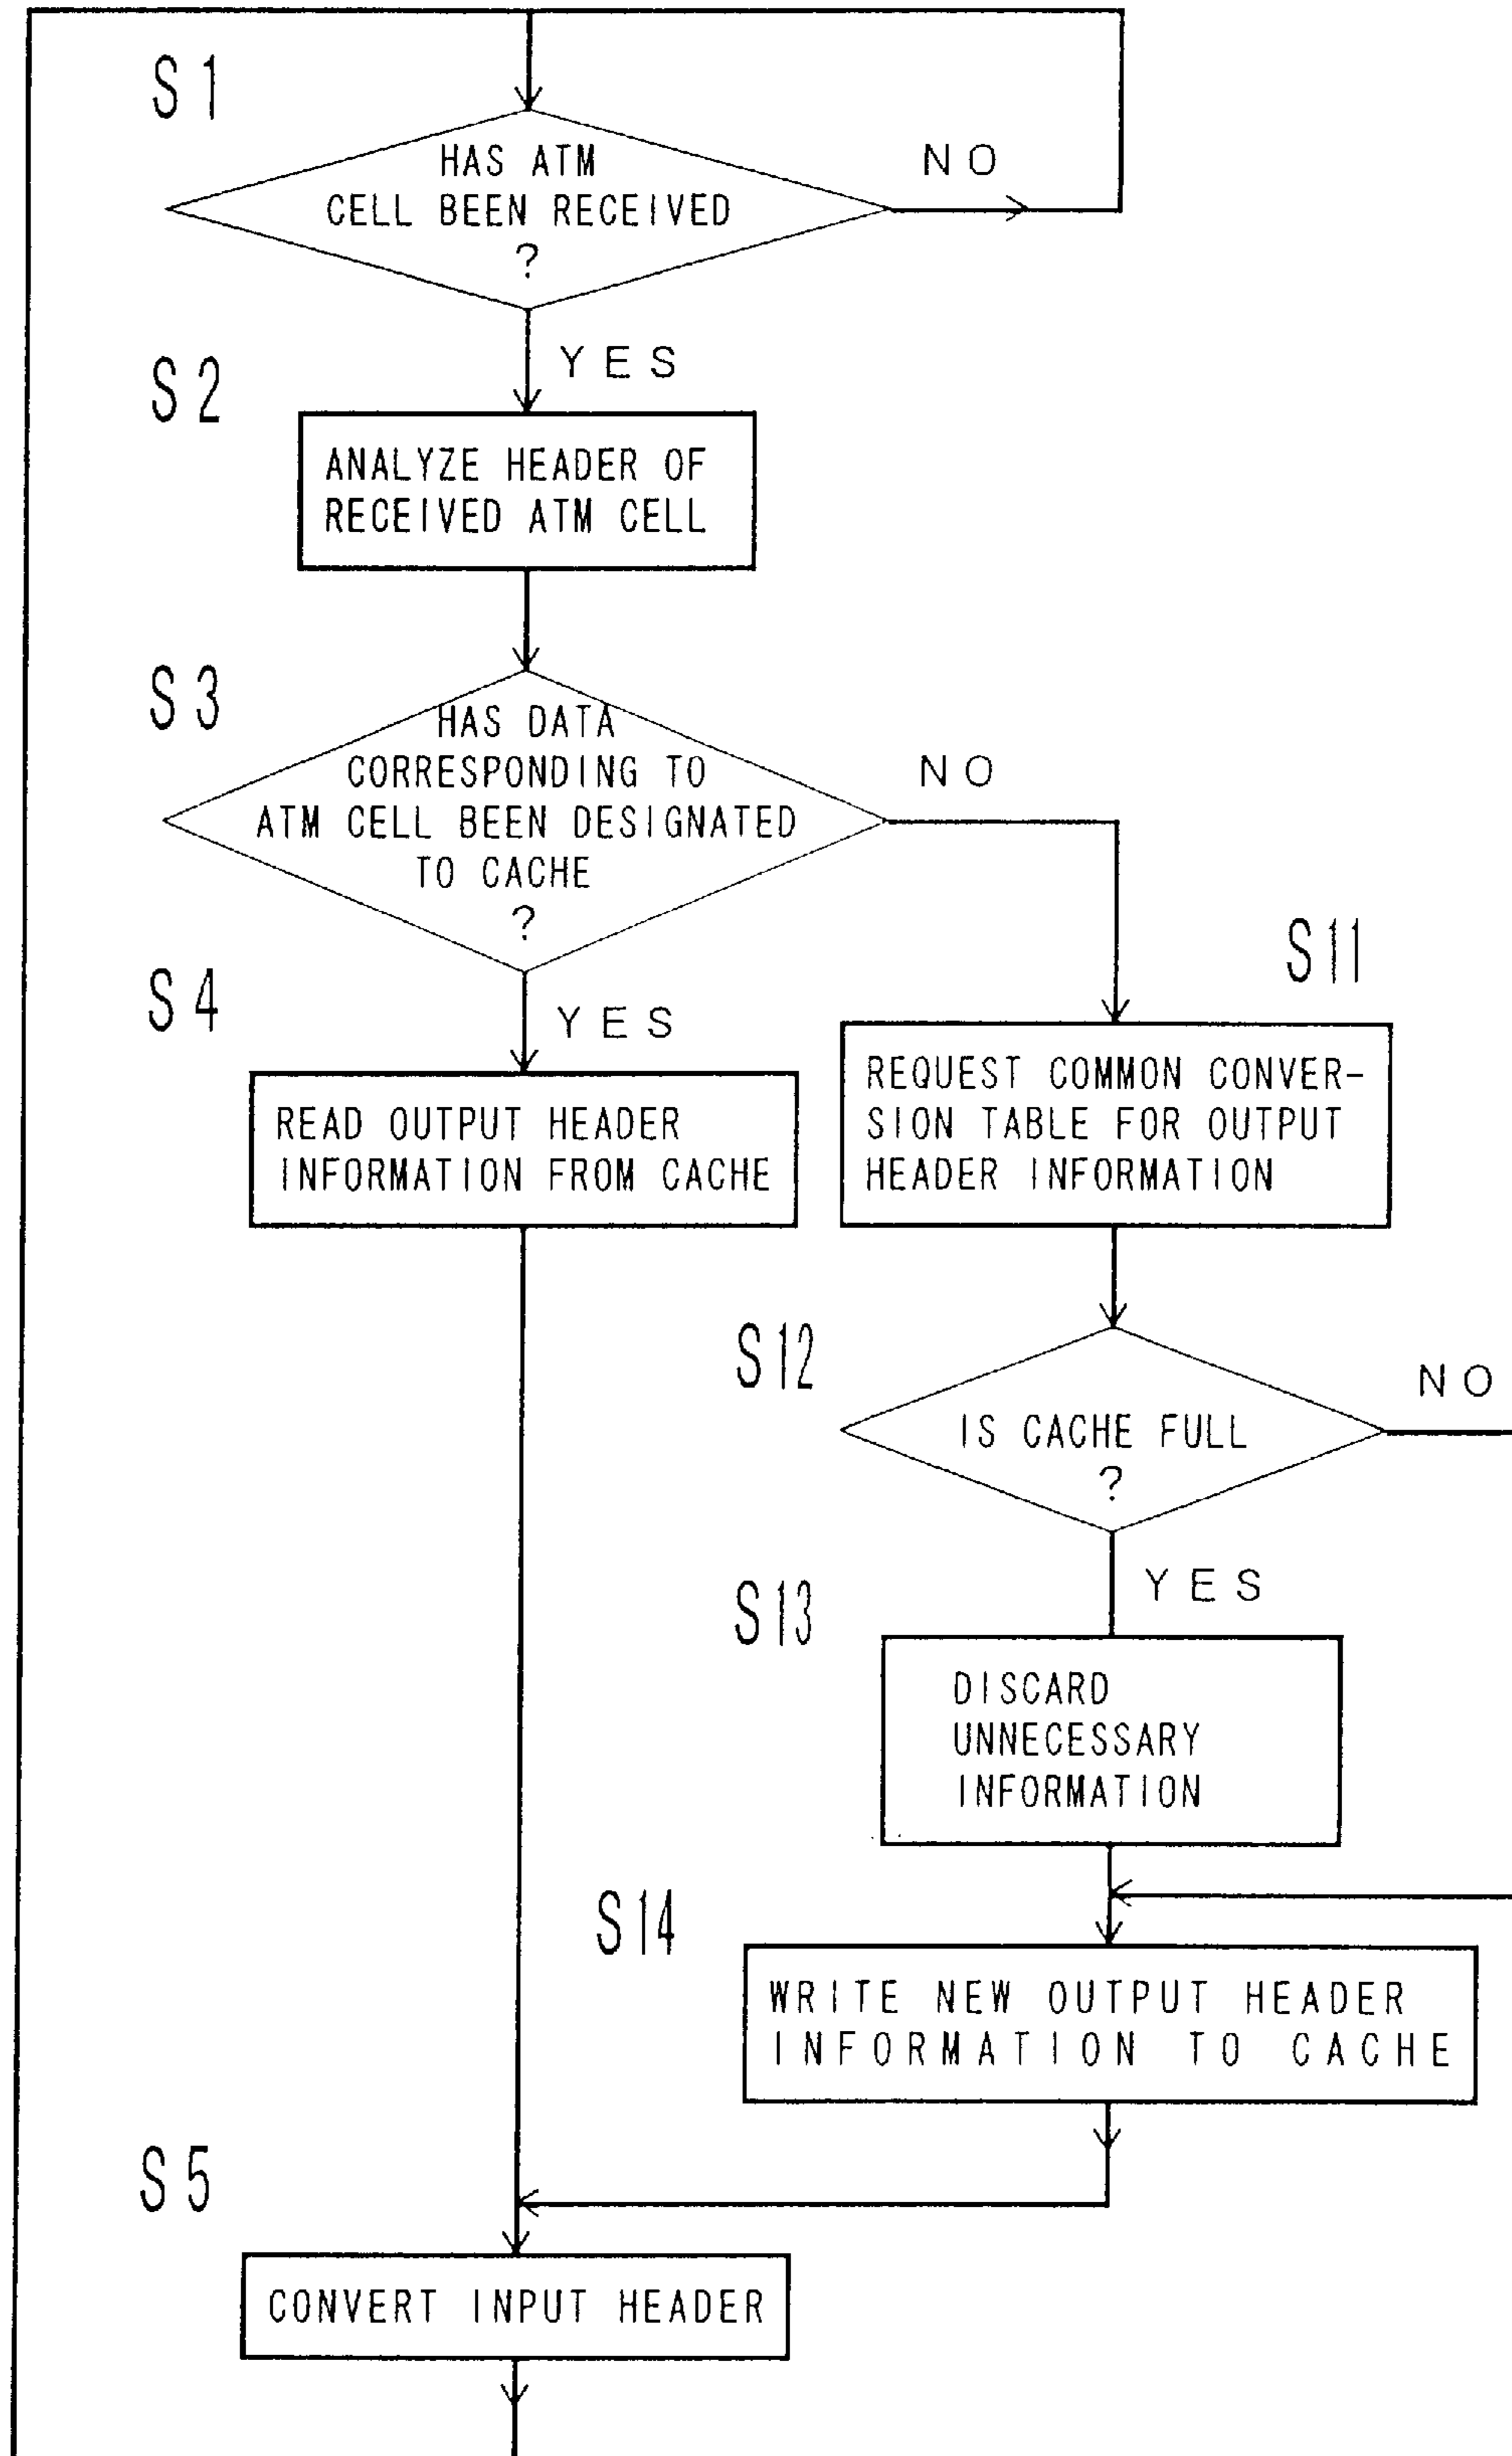 S1
HAS ATM
CELL BEEN RECEIVED
?
NO
YES
S2
ANALYZE HEADER OF
RECEIVED ATM CELL
S3
HAS DATA
CORRESPONDING TO
ATM CELL BEEN DESIGNATED
TO CACHE
?
NO
YES
S4
READ OUTPUT HEADER
INFORMATION FROM CACHE
S11
REQUEST COMMON CONVER-
SION TABLE FOR OUTPUT
HEADER INFORMATION
S12
IS CACHE FULL
?
NO
YES
S13
DISCARD
UNNECESSARY
INFORMATION
S14
WRITE NEW OUTPUT HEADER
INFORMATION TO CACHE
S5
CONVERT INPUT HEADER